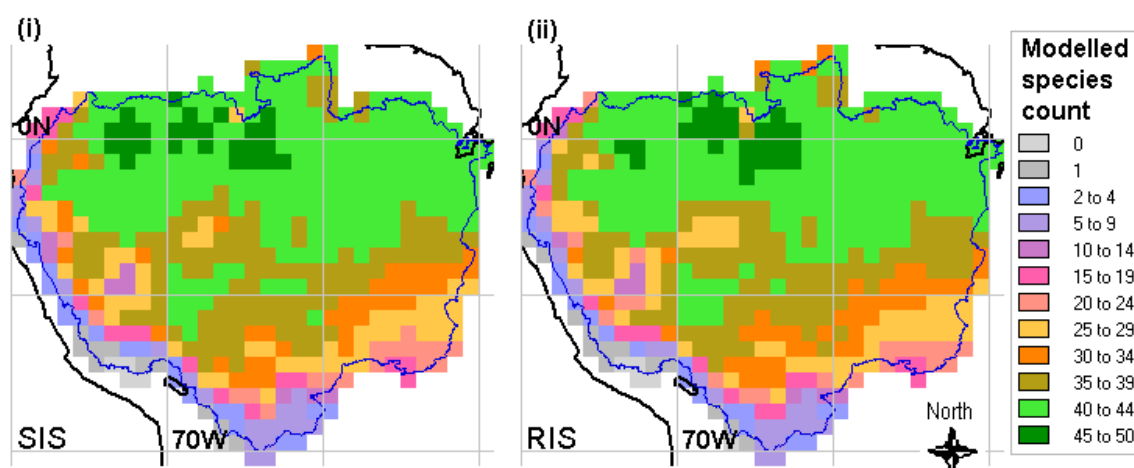 (i)
0N
SIS
70W
(ii)
0N
RIS
70W
North
Modelled
species
count
0
1
2 to 4
5 to 9
10 to 14
15 to 19
20 to 24
25 to 29
30 to 34
35 to 39
40 to 44
45 to 50